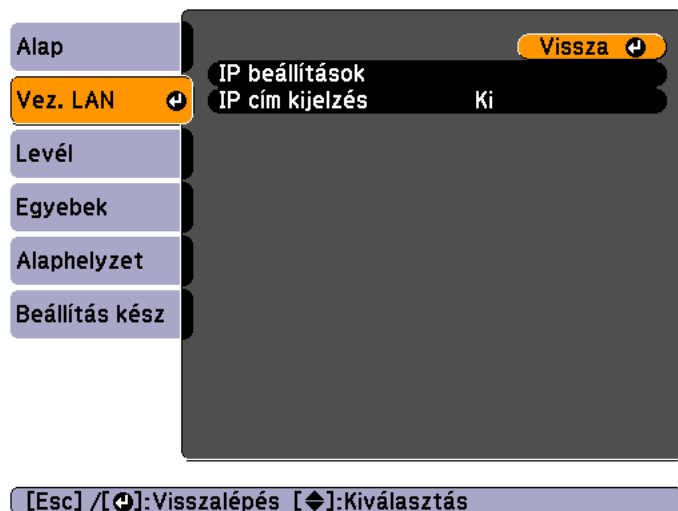 Alap
Vez. LAN
Levél
Egyebek
Alaphelyzet
Beállítás kész
Vissza
IP beállítások
IP cím kijelzés Ki
[Esc] /[ ]:Visszalépés [ ]:Kiválasztás